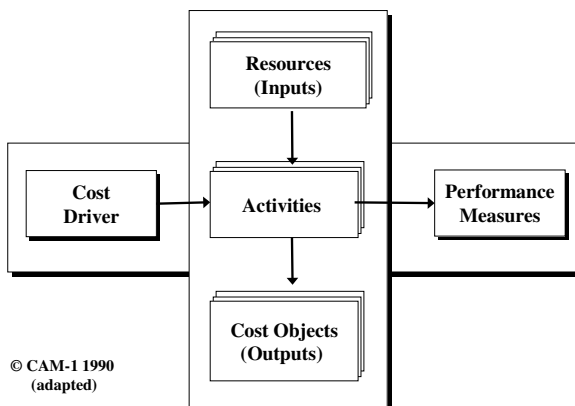 Resources
(Inputs)
Cost
Driver
Activities
Performance
Measures
Cost Objects
(Outputs)
© CAM-1 1990
(adapted)